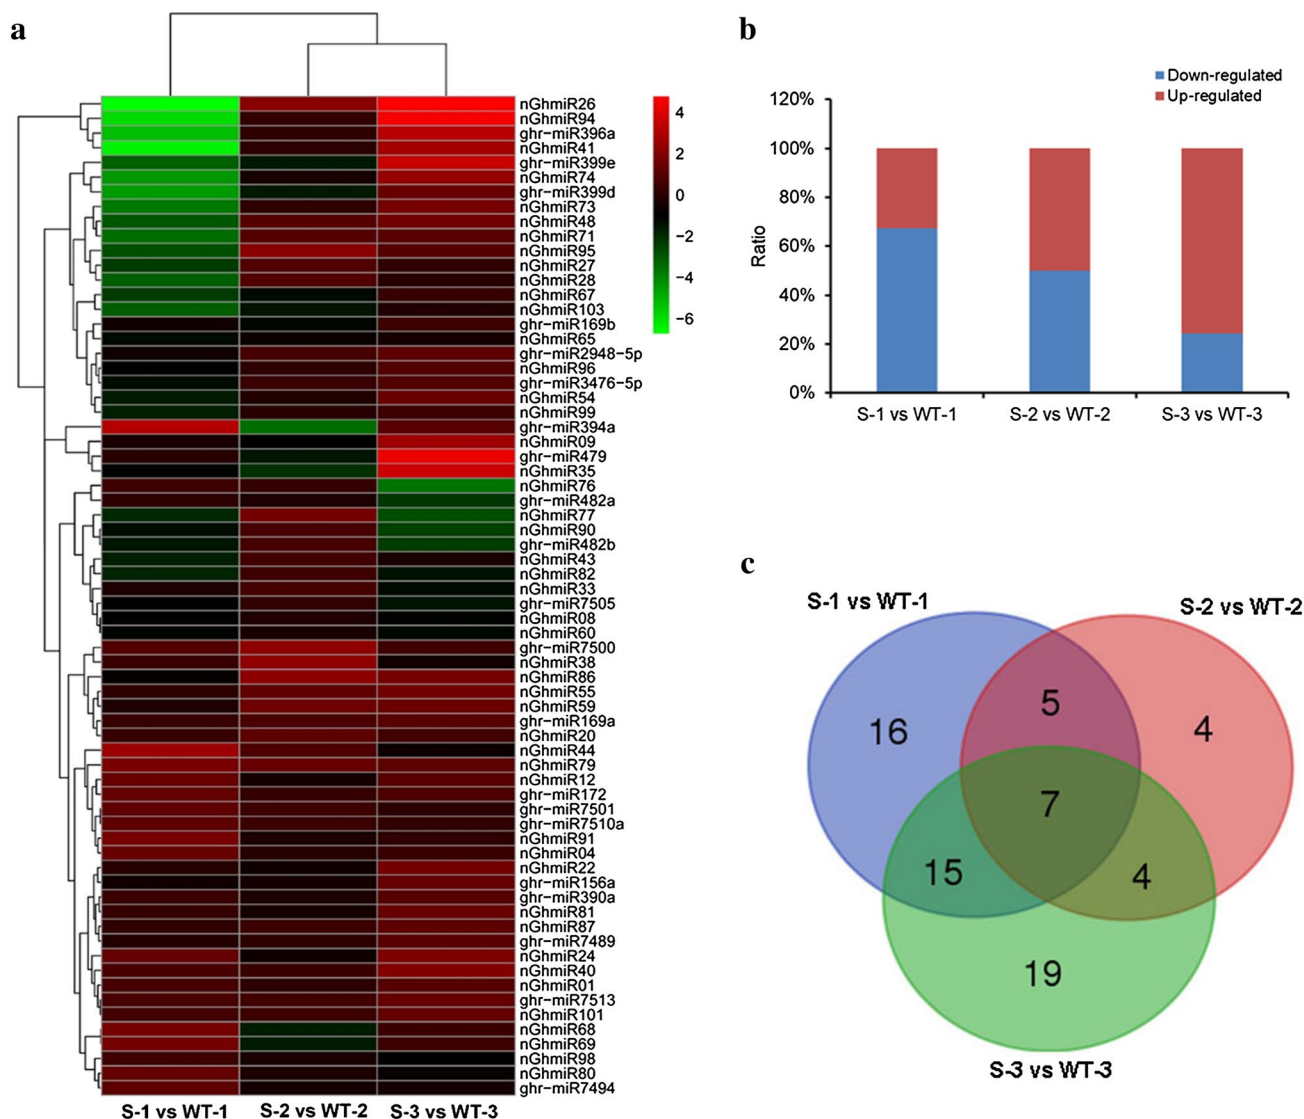 a
nGhmiR26
nGhmiR94
ghr-miR396a
nGhmiR41
ghr-miR399e
nGhmiR74
ghr-miR399d
nGhmiR73
nGhmiR48
nGhmiR71
nGhmiR95
nGhmiR27
nGhmiR28
nGhmiR67
nGhmiR103
ghr-miR169b
nGhmiR65
ghr-miR2948-5p
nGhmiR96
ghr-miR3476-5p
nGhmiR54
nGhmiR99
ghr-miR394a
nGhmiR09
ghr-miR479
nGhmiR35
nGhmiR76
ghr-miR482a
nGhmiR77
nGhmiR90
ghr-miR482b
nGhmiR43
nGhmiR82
nGhmiR33
ghr-miR7505
nGhmiR08
nGhmiR60
ghr-miR7500
nGhmiR38
nGhmiR86
nGhmiR55
nGhmiR59
ghr-miR169a
nGhmiR20
nGhmiR44
nGhmiR79
nGhmiR12
ghr-miR172
ghr-miR7501
ghr-miR7510a
nGhmiR91
nGhmiR04
nGhmiR22
ghr-miR156a
ghr-miR390a
nGhmiR81
nGhmiR87
ghr-miR7489
nGhmiR24
nGhmiR40
nGhmiR01
ghr-miR7513
nGhmiR101
nGhmiR68
nGhmiR69
nGhmiR98
nGhmiR80
ghr-miR7494
S-1 vs WT-1 S-2 vs WT-2 S-3 vs WT-3
4
2
0
−2
−4
−6
b
Down-regulated
Up-regulated
120%
100%
80%
60%
40%
20%
0%
Ratio
S-1 vs WT-1 S-2 vs WT-2 S-3 vs WT-3
c
S-1 vs WT-1
S-2 vs WT-2
5
16
4
7
15
4
19
S-3 vs WT-3